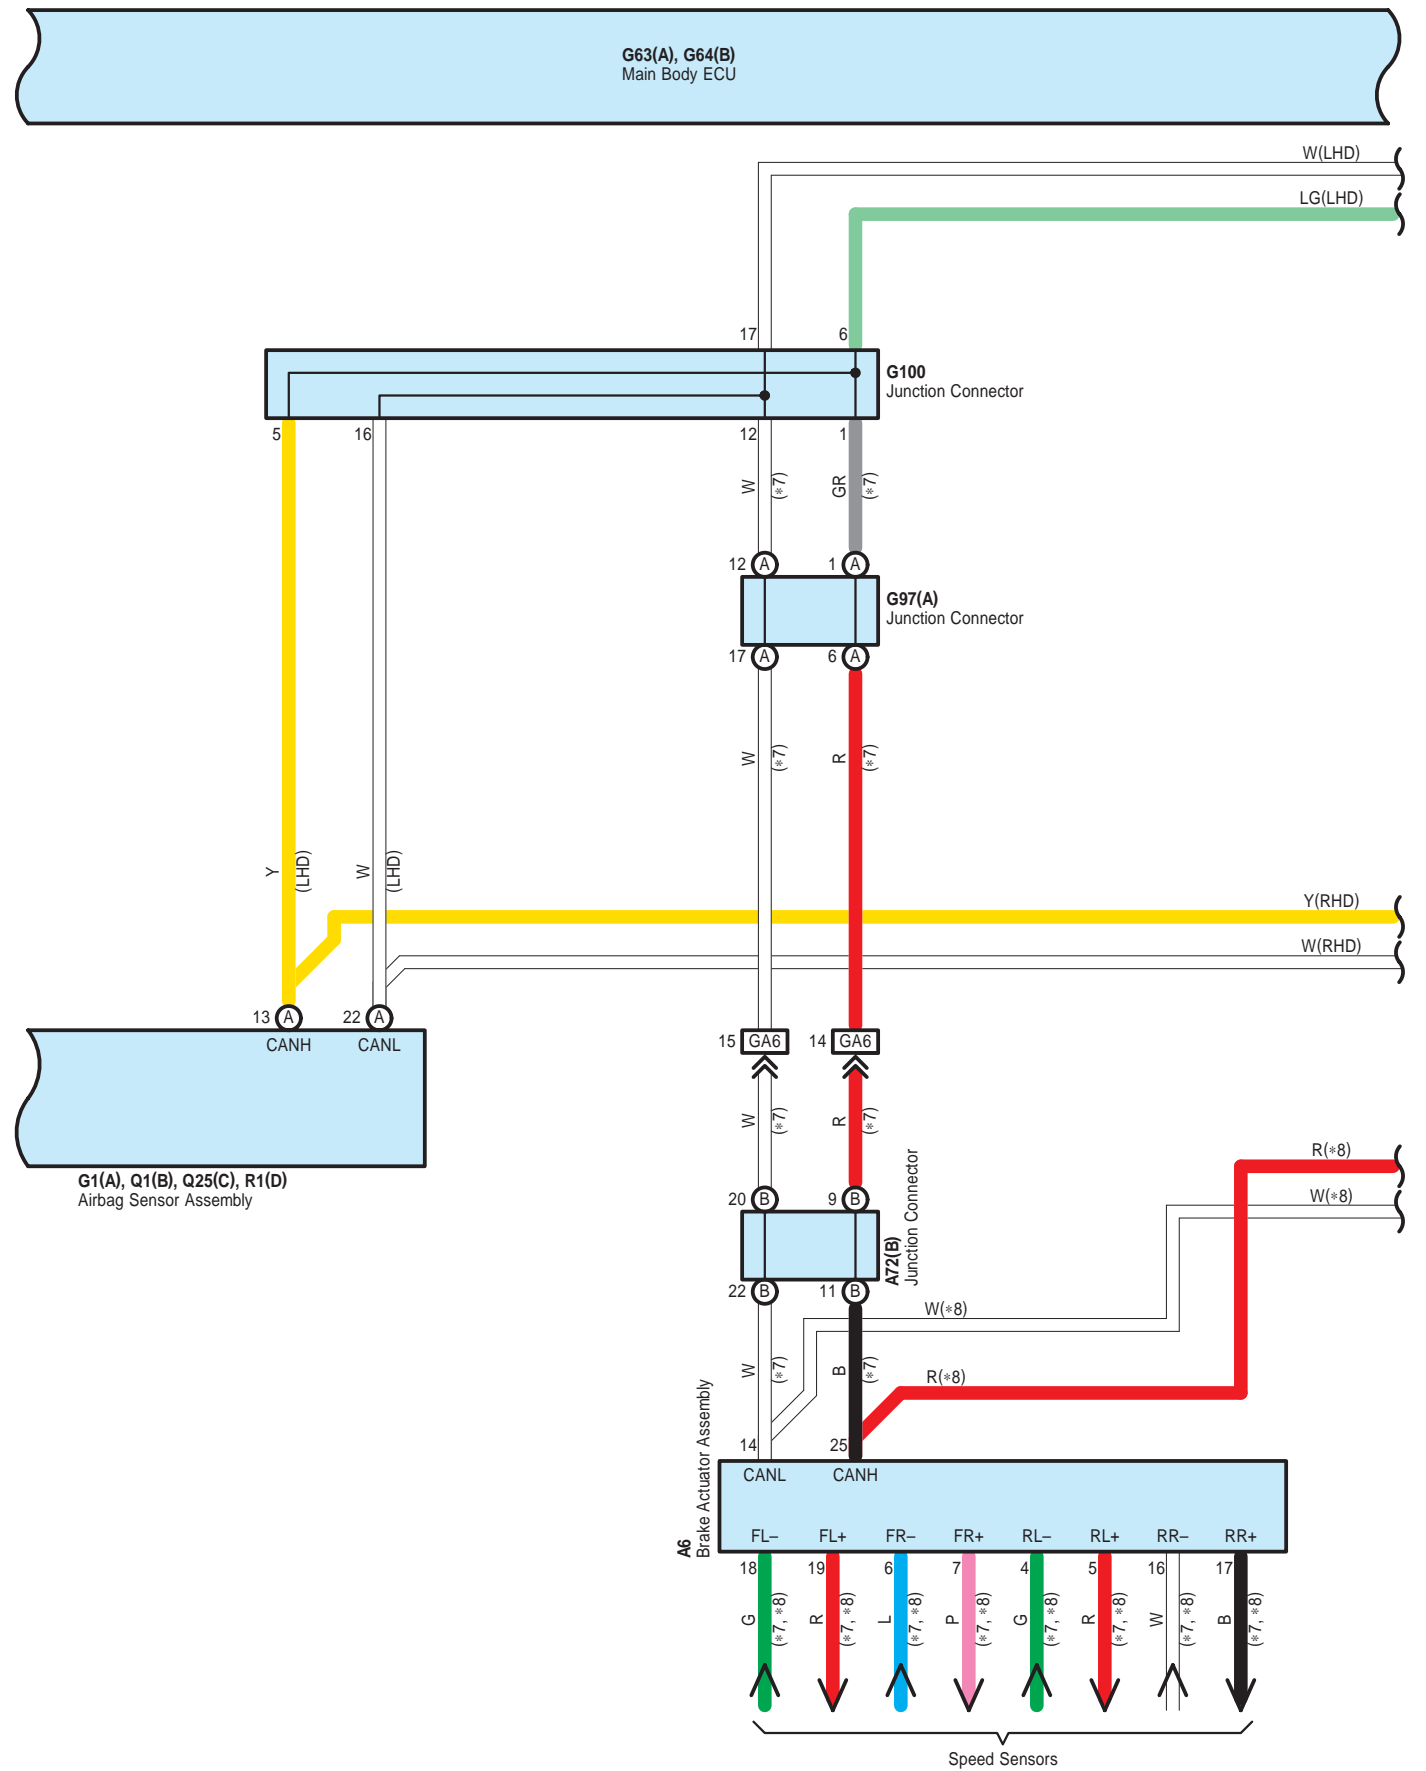 G63(A), G64(B)
Main Body ECU
W(LHD)
LG(LHD)
17
6
G100
Junction Connector
5
16
12
1
W
(*7)
GR
(*7)
12
A
1
A
G97(A)
Junction Connector
17
A
6
A
W
(*7)
R
(*7)
Y
(LHD)
W
(LHD)
Y(RHD)
W(RHD)
13
A
22
A
CANH
CANL
15
GA6
14
GA6
G1(A), Q1(B), Q25(C), R1(D)
Airbag Sensor Assembly
W
(*7)
R
(*7)
R(*8)
W(*8)
20
B
9
B
A72(B)
Junction Connector
22
B
11
B
W(*8)
W
(*7)
B
(*7)
R(*8)
14
25
A6
Brake Actuator Assembly
CANL
CANH
FL–
FL+
FR–
FR+
RL–
RL+
RR–
RR+
18
19
6
7
4
5
16
17
G
(*7, *8)
R
(*7, *8)
L
(*7, *8)
P
(*7, *8)
G
(*7, *8)
R
(*7, *8)
W
(*7, *8)
B
(*7, *8)
Speed Sensors